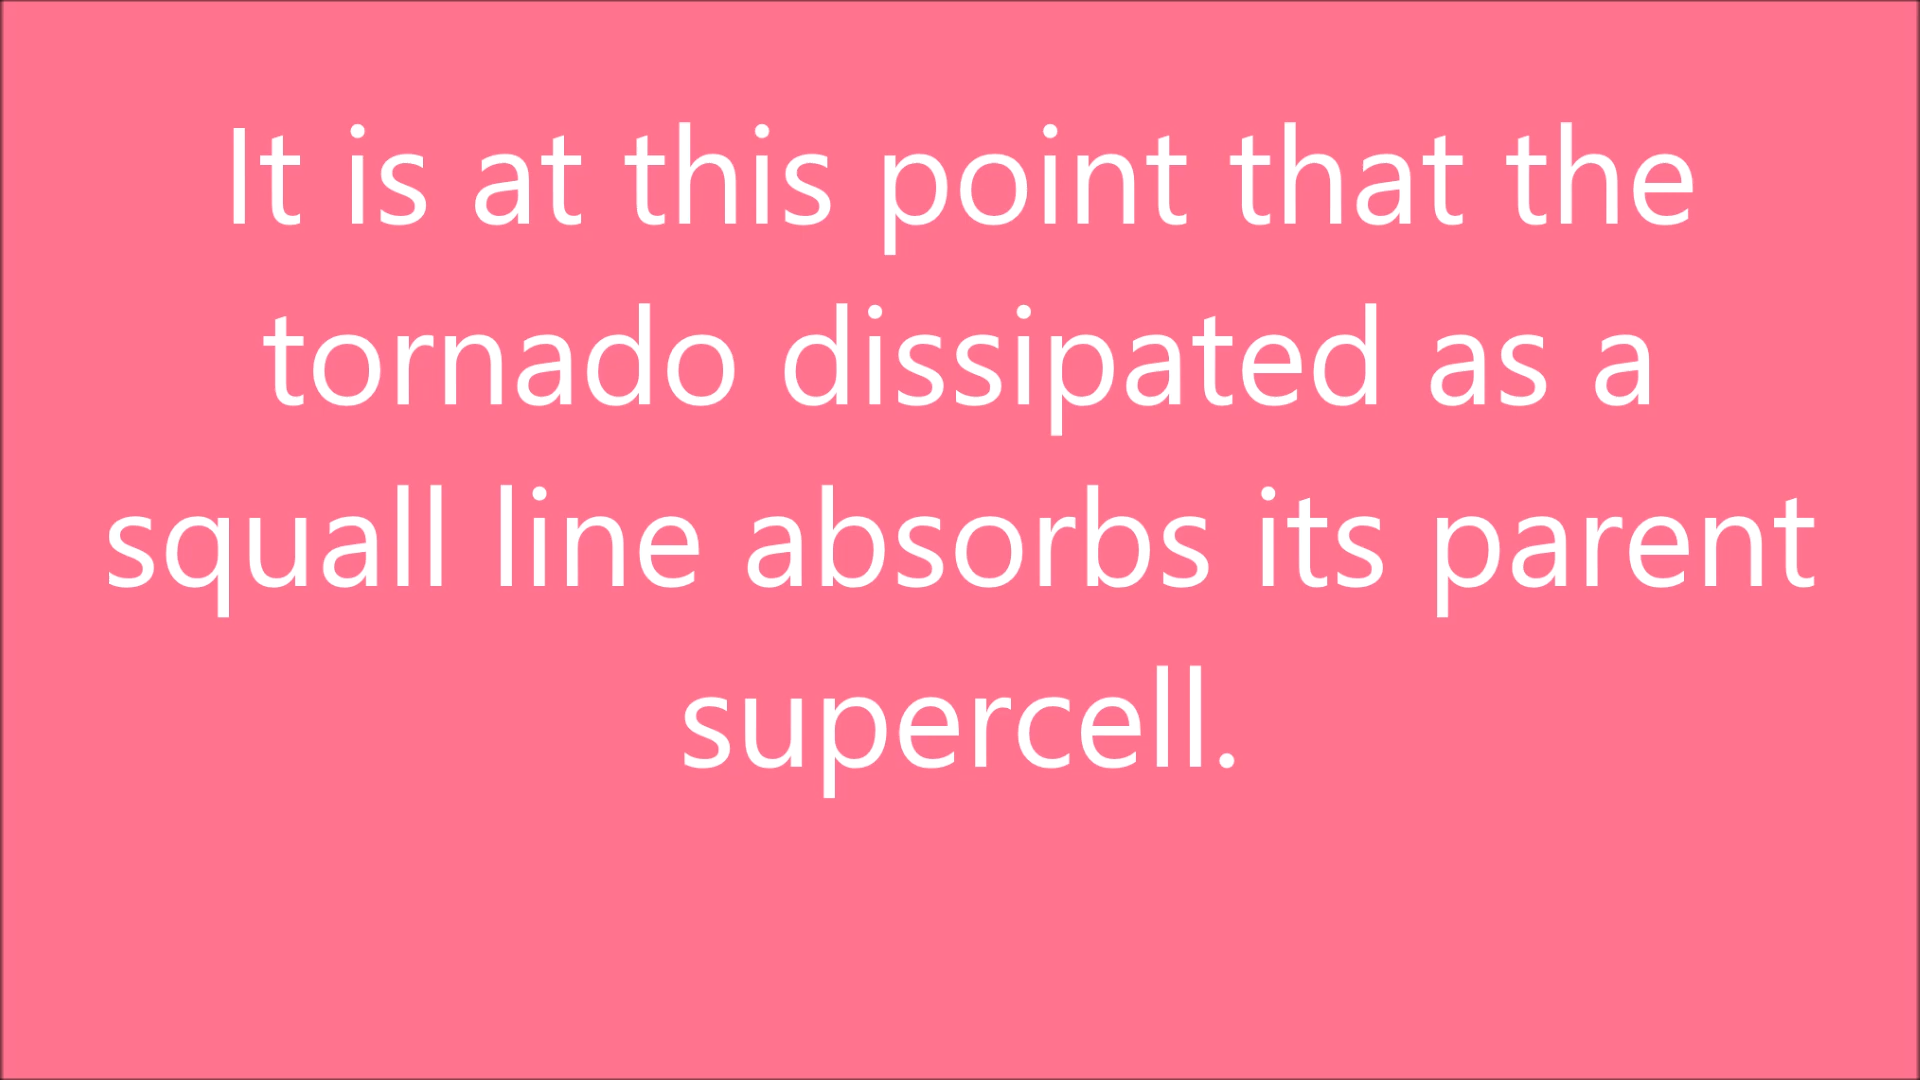 It is at this point that the
tornado dissipated as a
squall line absorbs its parent
supercell.